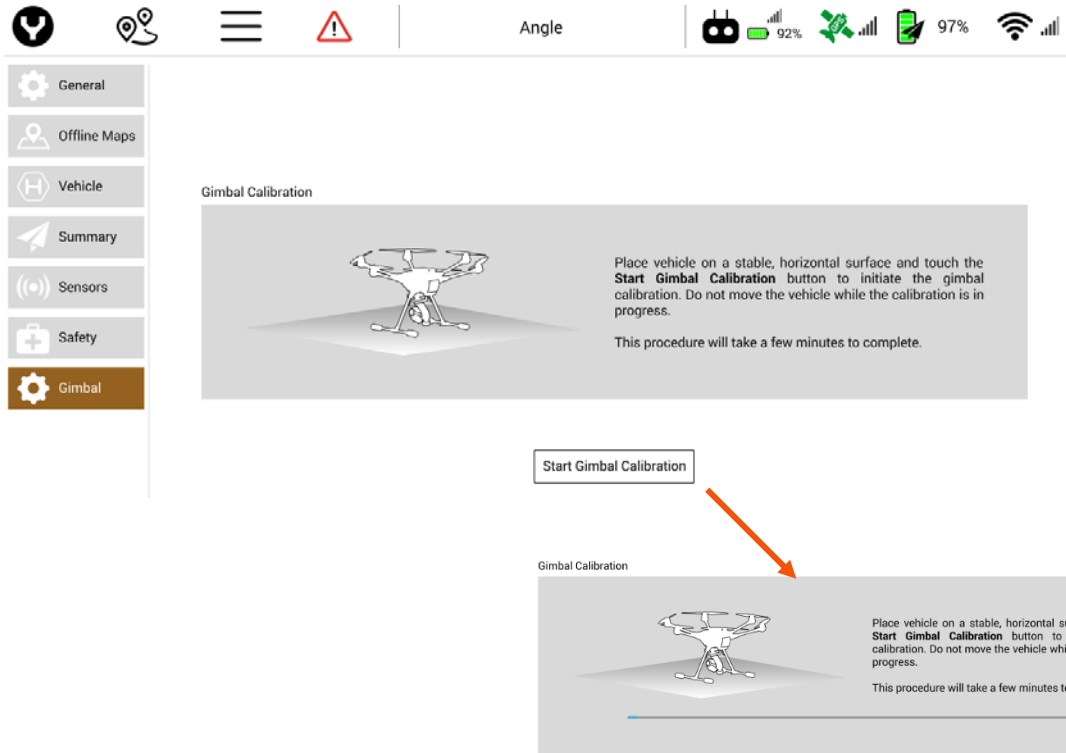 Angle
92%
GPS
97%
General
Offline Maps
H Vehicle
Summary
Sensors
Safety
Gimbal
Gimbal Calibration
Place vehicle on a stable, horizontal surface and touch the
Start Gimbal Calibration button to initiate the gimbal
calibration. Do not move the vehicle while the calibration is in
progress.
This procedure will take a few minutes to complete.
Start Gimbal Calibration
Gimbal Calibration
Place vehicle on a stable, horizontal
Start Gimbal Calibration button to
calibration. Do not move the vehicle
progress.
This procedure will take a few minutes